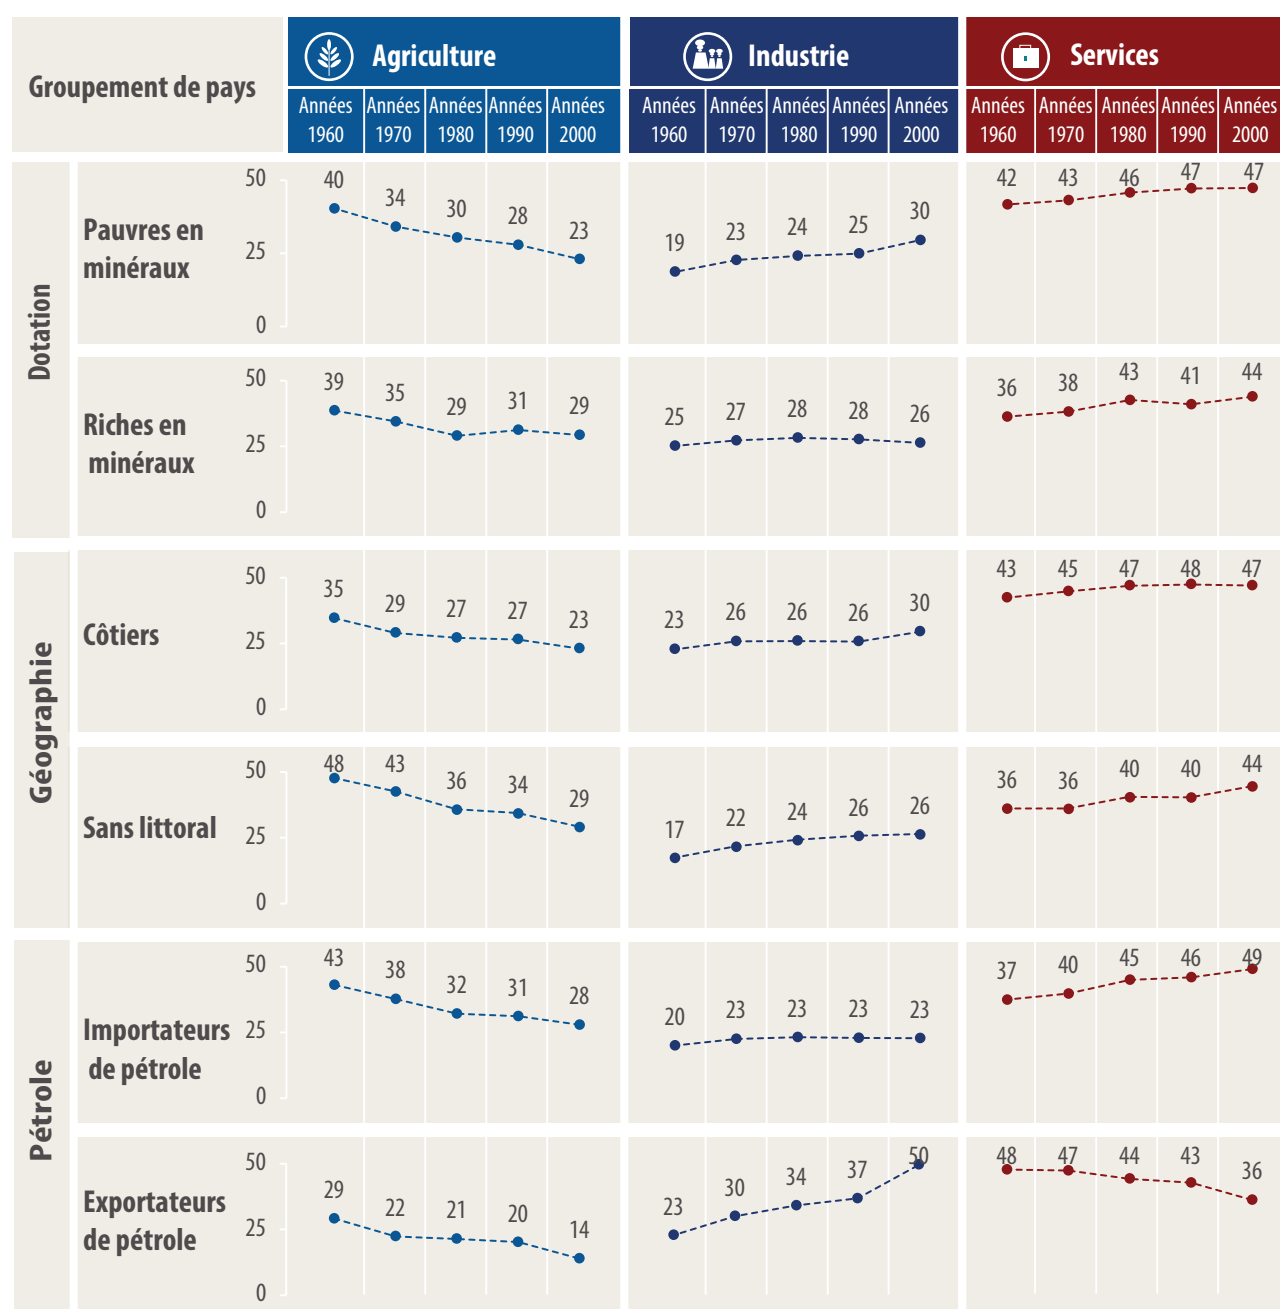 Groupement de pays
Agriculture
Industrie
Services
Années 1960 Années 1970 Années 1980 Années 1990 Années 2000
Années 1960 Années 1970 Années 1980 Années 1990 Années 2000
Années 1960 Années 1970 Années 1980 Années 1990 Années 2000
Dotation
Pauvres en
minéraux
50
25
0
40 34 30 28 23
19 23 24 25 30
42 43 46 47 47
Riches en
minéraux
50
25
0
39 35 29 31 29
25 27 28 28 26
36 38 43 41 44
Géographie
Côtiers
50
25
0
35 29 27 27 23
23 26 26 26 30
43 45 47 48 47
Sans littoral
50
25
0
48 43 36 34 29
17 22 24 26 26
36 36 40 40 44
Pétrole
Importateurs
de pétrole
50
25
0
43 38 32 31 28
20 23 23 23 23
37 40 45 46 49
Exportateurs
de pétrole
50
25
0
29 22 21 20 14
23 30 34 37 50
48 47 44 43 36